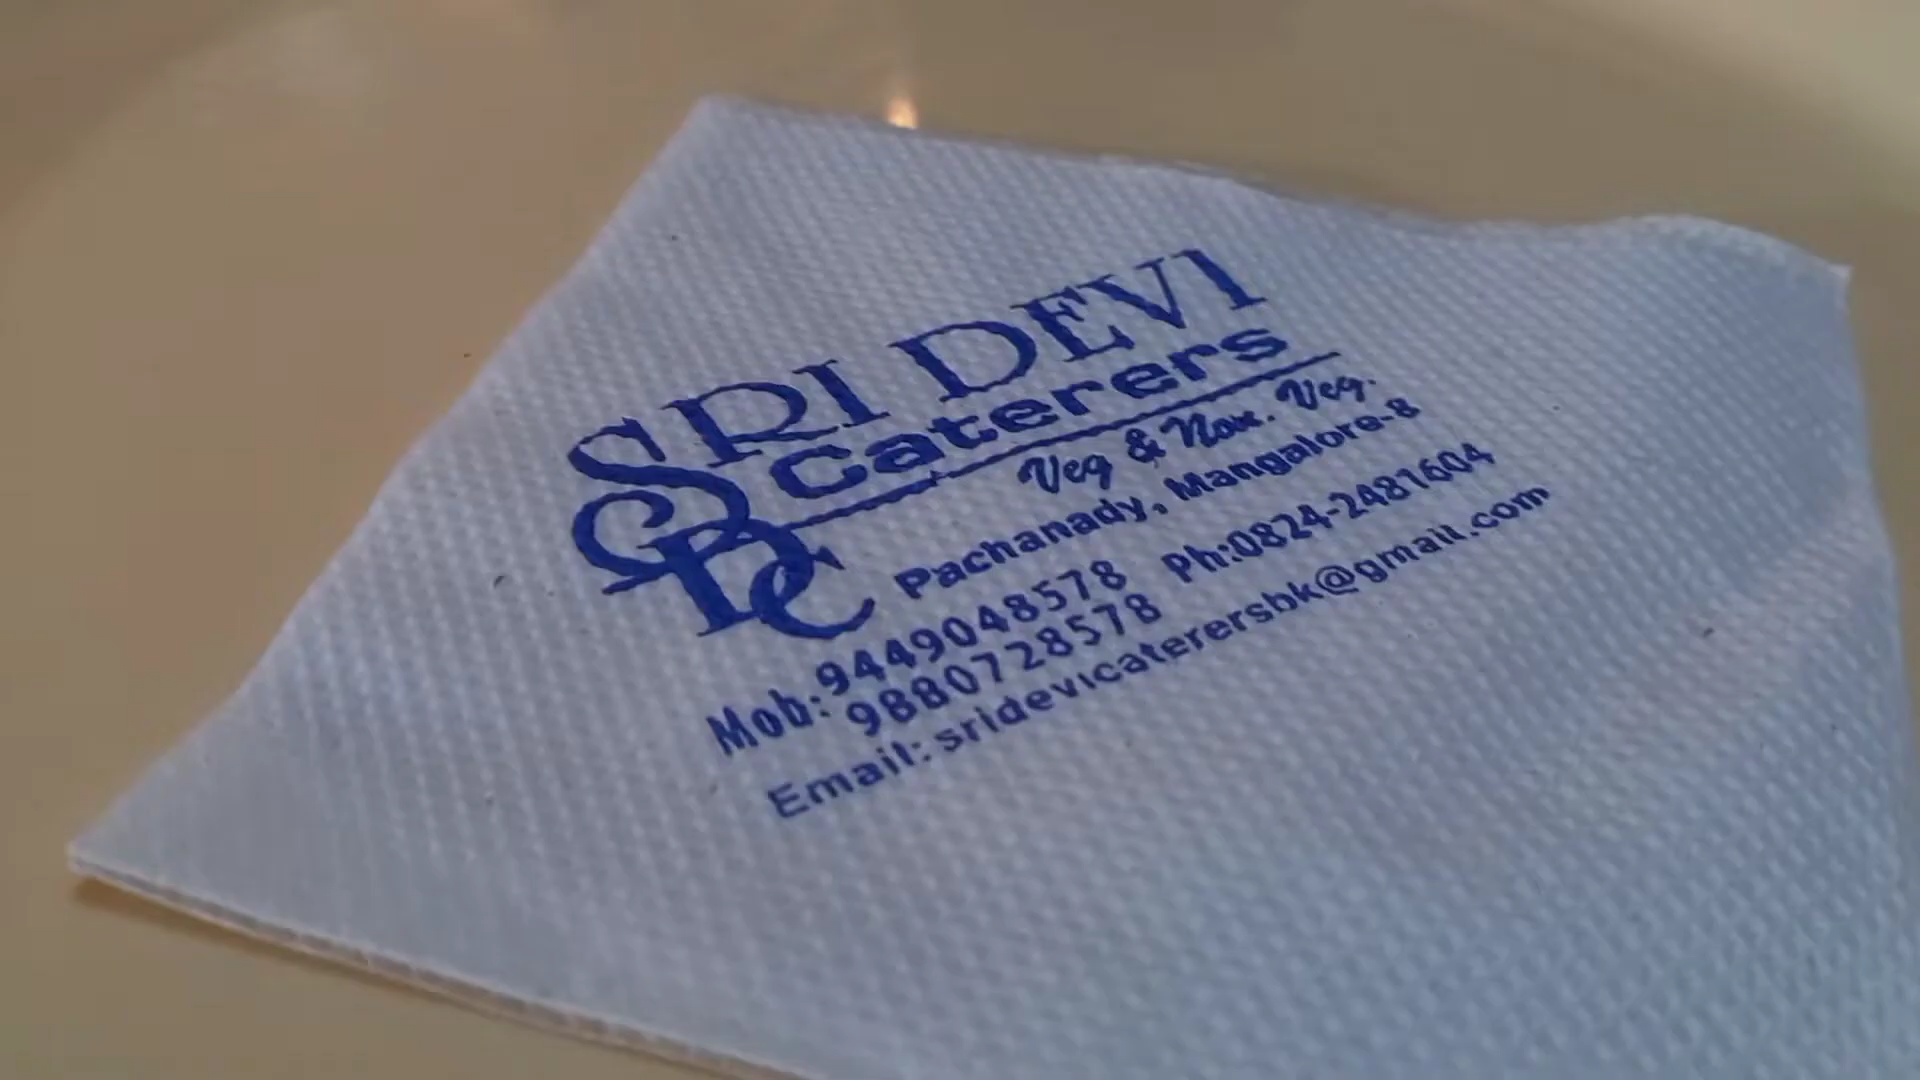 SRI DEVI
Caterers
SDC
Veg & Non. Veg.
Pachanady, Mangalore-8
Mob:9449048578 Ph:0824-2481604
9880728578
Email:sridevicaterersbk@gmail.com